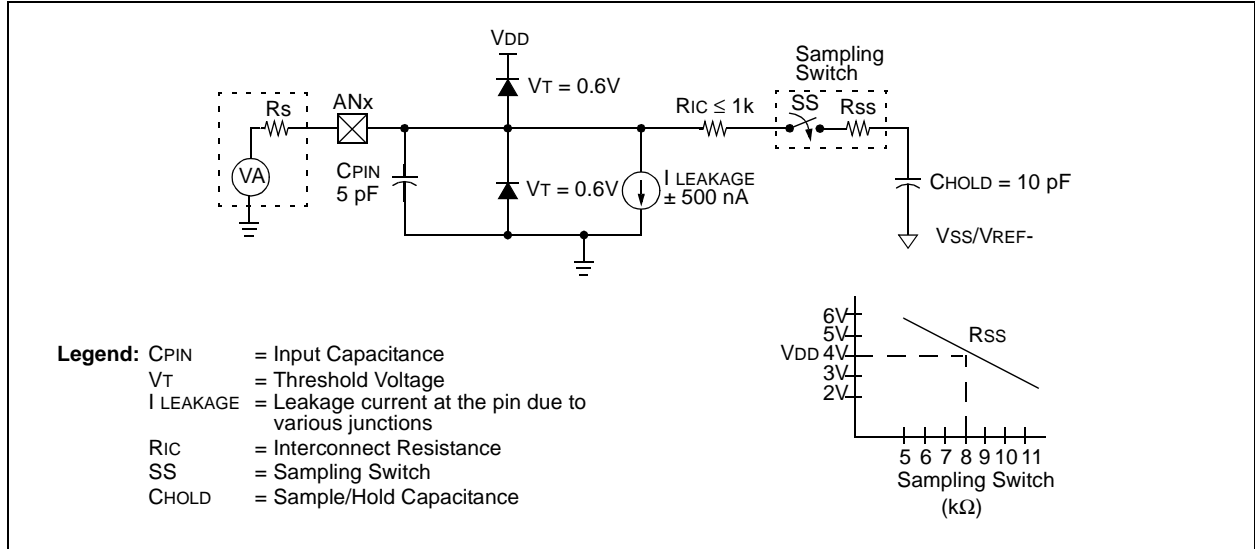 VDD
Sampling
Switch
VT = 0.6V
Rs
ANx
RIC ≤ 1k
SS
RSS
VA
CPIN
5 pF
VT = 0.6V
I LEAKAGE
± 500 nA
CHOLD = 10 pF
VSS/VREF-
Legend: CPIN = Input Capacitance
VT = Threshold Voltage
I LEAKAGE = Leakage current at the pin due to
various junctions
RIC = Interconnect Resistance
SS = Sampling Switch
CHOLD = Sample/Hold Capacitance
6V
5V
VDD 4V
3V
2V
RSS
5 6 7 8 9 10 11
Sampling Switch
(kΩ)